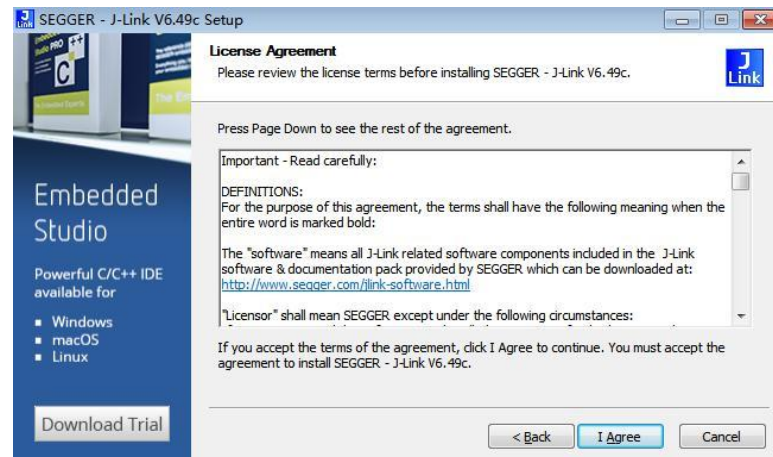 SEGGER - J-Link V6.49c Setup
License Agreement
Please review the license terms before installing SEGGER - J-Link V6.49c.
J
Link
Press Page Down to see the rest of the agreement.
Important - Read carefully:
DEFINITIONS:
For the purpose of this agreement, the terms shall have the following meaning when the
entire word is marked bold:
The "software" means all J-Link related software components included in the J-Link
software & documentation pack provided by SEGGER which can be downloaded at:
http://www.segger.com/jlink-software.html
"Licensor" shall mean SEGGER except under the following circumstances:
If you accept the terms of the agreement, click I Agree to continue. You must accept the
agreement to install SEGGER - J-Link V6.49c.
Embedded
Studio
Powerful C/C++ IDE
available for
Windows
macOS
Linux
Download Trial
< Back
I Agree
Cancel